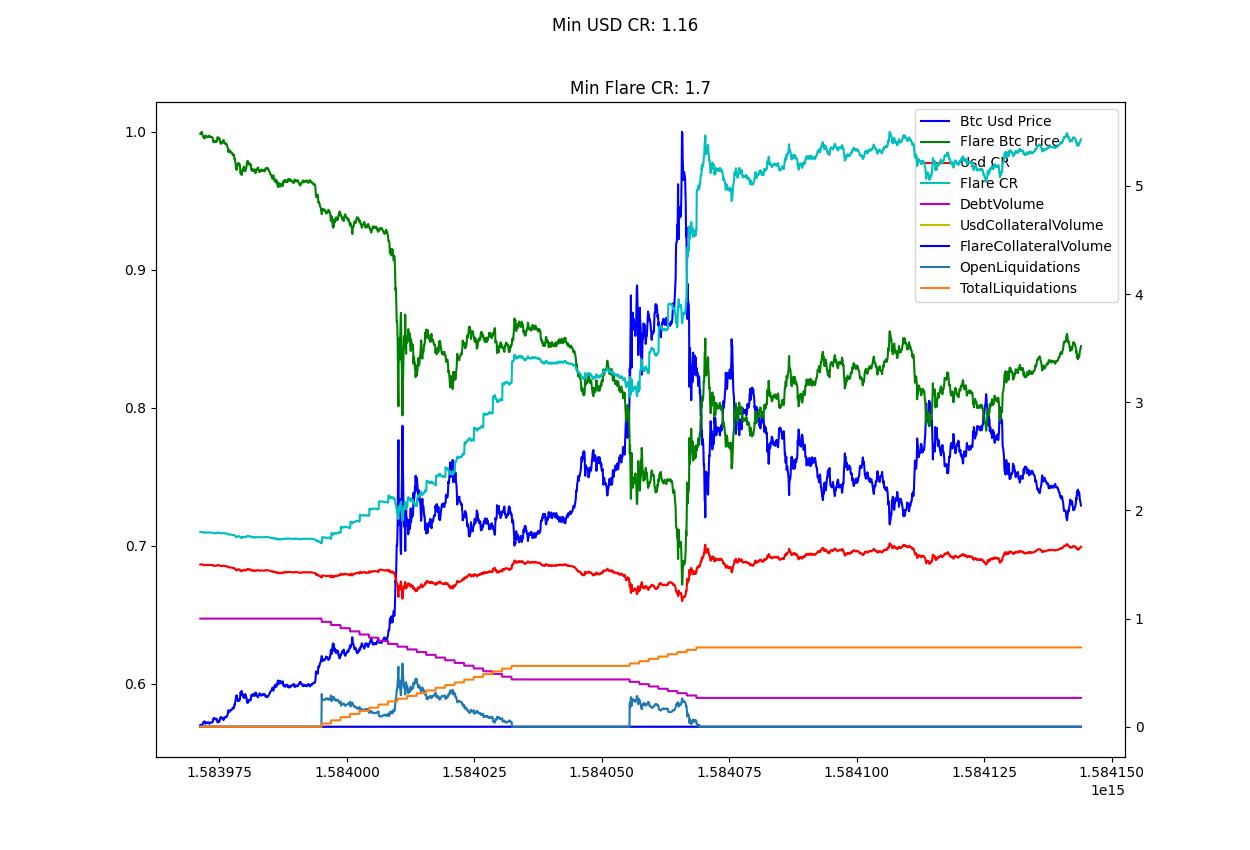 Min USD CR: 1.16
Min Flare CR: 1.7
Btc Usd Price
Flare Btc Price
Usd CR
Flare CR
DebtVolume
UsdCollateralVolume
FlareCollateralVolume
OpenLiquidations
TotalLiquidations
1.0
0.9
0.8
0.7
0.6
5
4
3
2
1
0
1.583975 1.584000 1.584025 1.584050 1.584075 1.584100 1.584125 1.584150
1e15